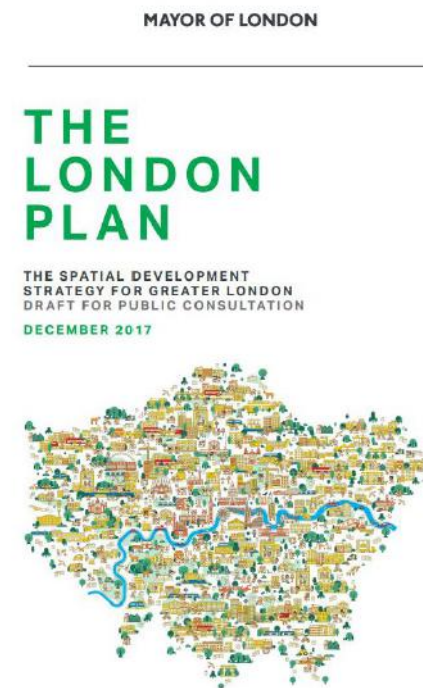 MAYOR OF LONDON
THE
LONDON
PLAN
THE SPATIAL DEVELOPMENT
STRATEGY FOR GREATER LONDON
DRAFT FOR PUBLIC CONSULTATION
DECEMBER 2017